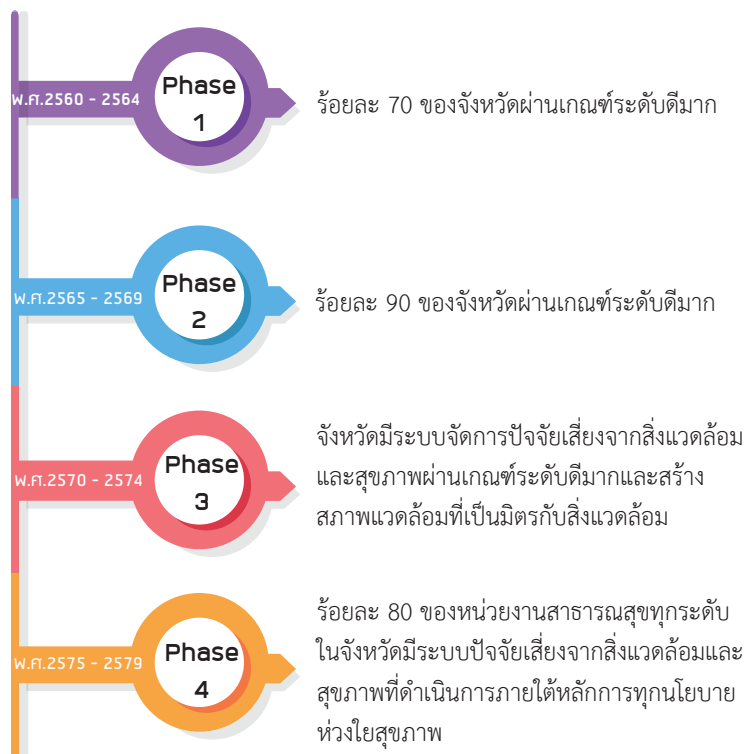 พ.ศ.2560 - 2564
Phase
1
ร้อยละ 70 ของจังหวัดผ่านเกณฑ์ระดับดีมาก
พ.ศ.2565 - 2569
Phase
2
ร้อยละ 90 ของจังหวัดผ่านเกณฑ์ระดับดีมาก
พ.ศ.2570 - 2574
Phase
3
จังหวัดมีระบบจัดการปัจจัยเสี่ยงจากสิ่งแวดล้อม
และสุขภาพผ่านเกณฑ์ระดับดีมากและสร้าง
สภาพแวดล้อมที่เป็นมิตรกับสิ่งแวดล้อม
พ.ศ.2575 - 2579
Phase
4
ร้อยละ 80 ของหน่วยงานสาธารณสุขทุกระดับ
ในจังหวัดมีระบบปัจจัยเสี่ยงจากสิ่งแวดล้อมและ
สุขภาพที่ดำเนินการภายใต้หลักการทุกนโยบาย
ห่วงใยสุขภาพ